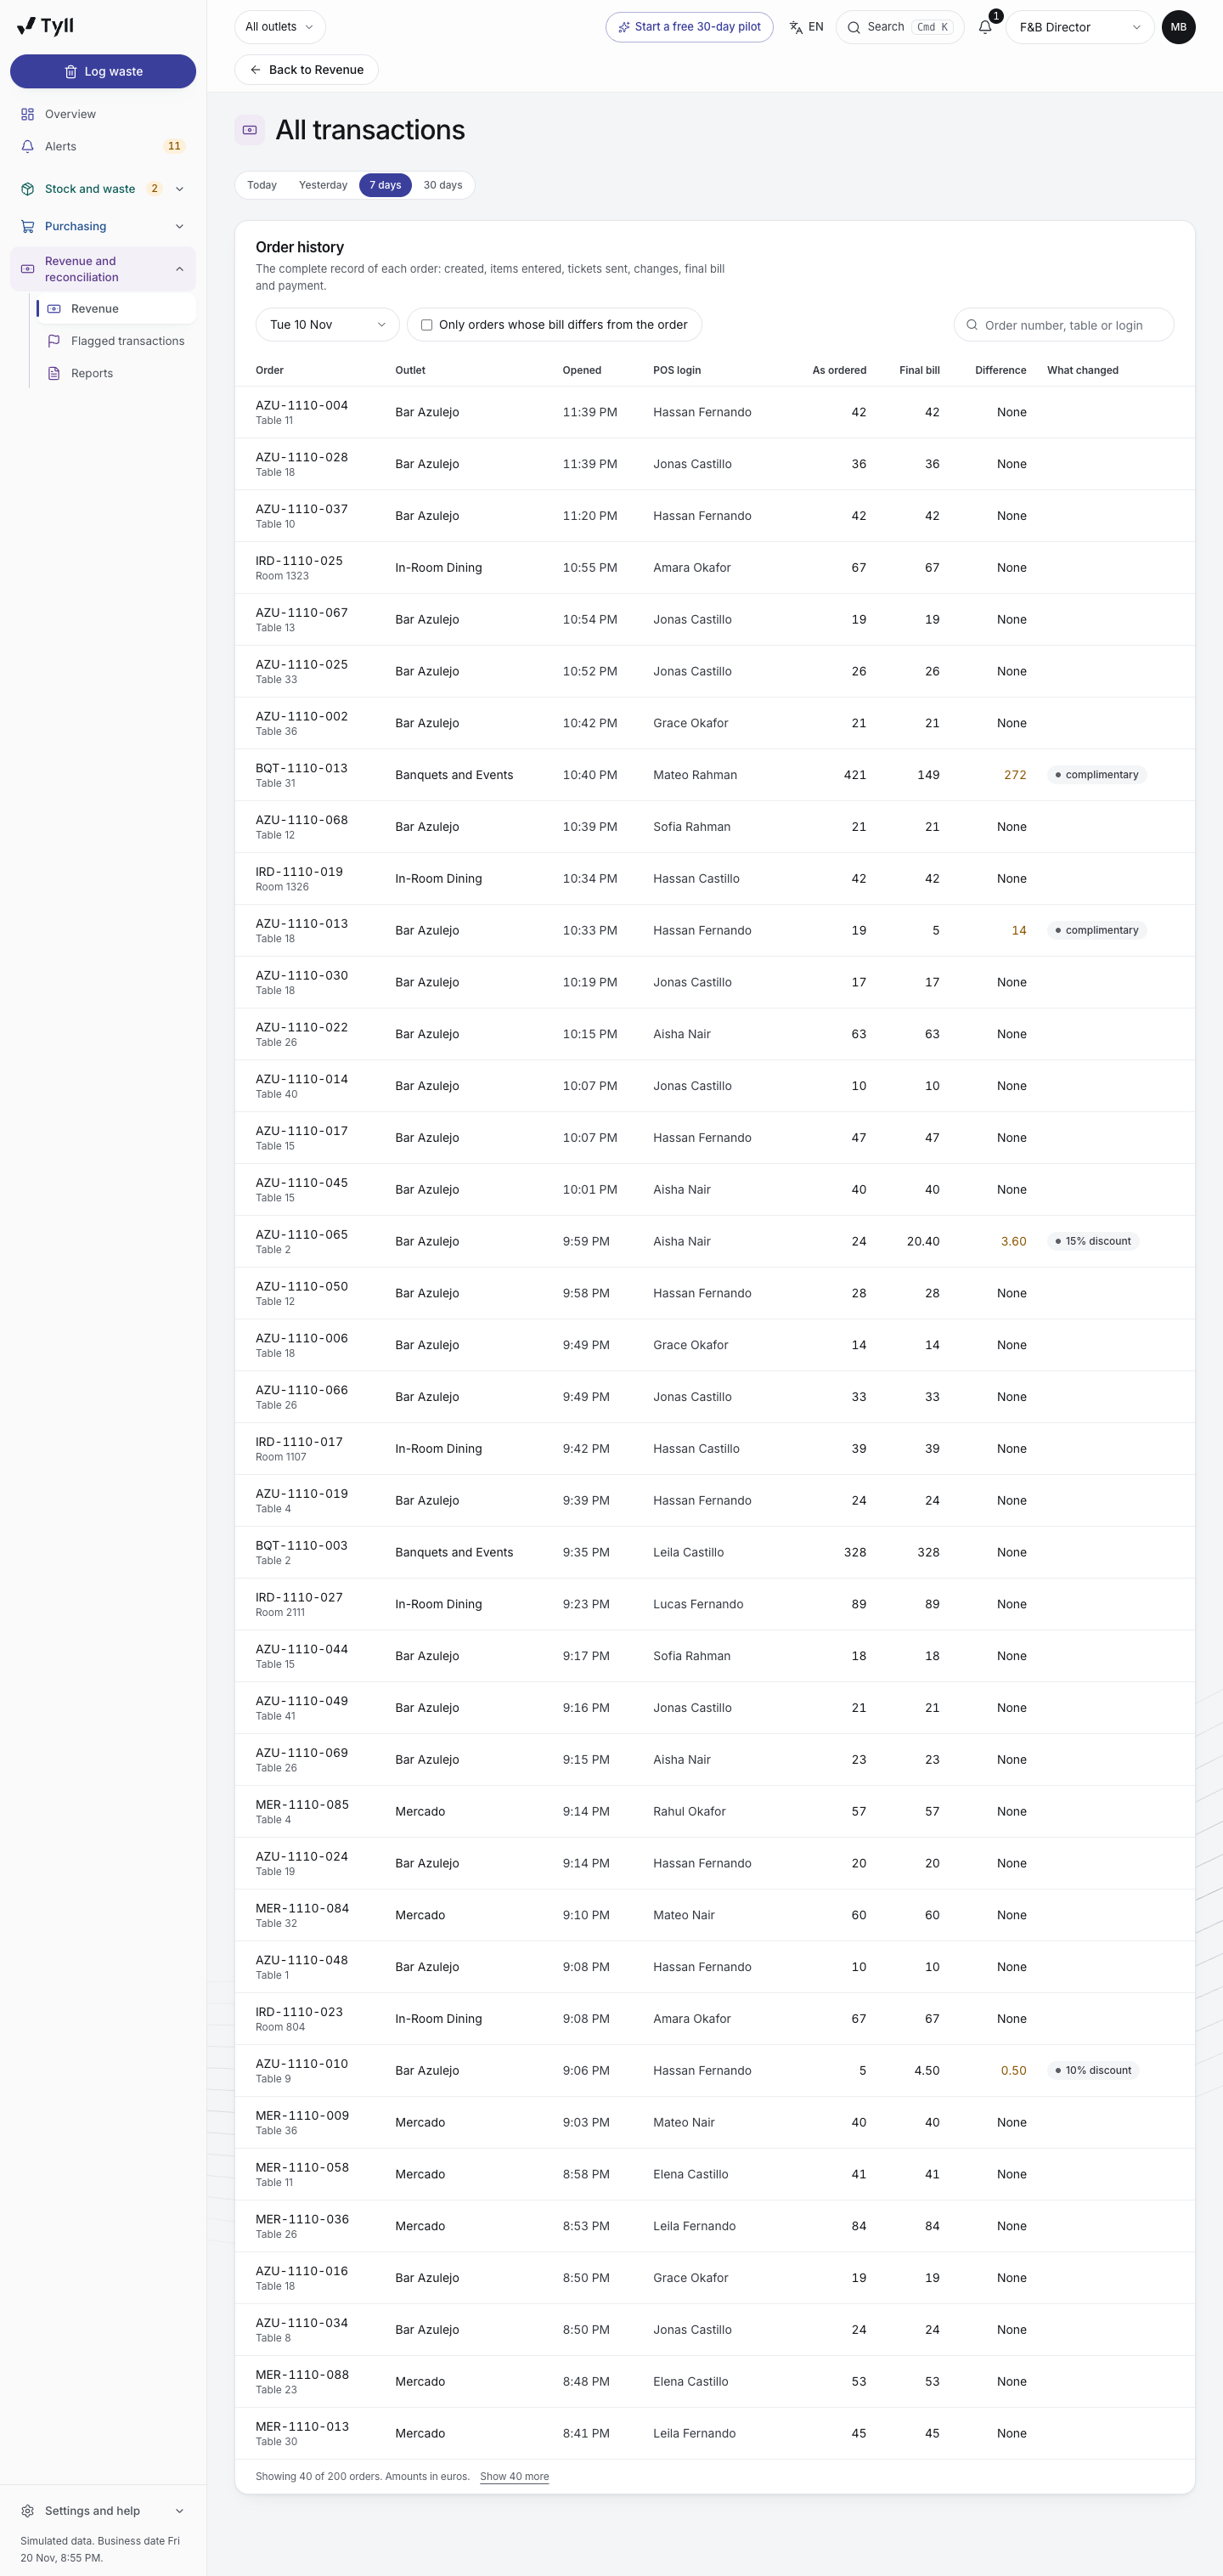 Tyll
Log waste
Overview
Alerts 11
Stock and waste 2
Purchasing
Revenue and
reconciliation
Revenue
Flagged transactions
Reports
Settings and help
Simulated data. Business date Fri
20 Nov, 8:55 PM.
All outlets
Start a free 30-day pilot
EN
Search Cmd K
1
F&B Director
MB
Back to Revenue
All transactions
Today Yesterday 7 days 30 days
Order history
The complete record of each order: created, items entered, tickets sent, changes, final bill
and payment.
Tue 10 Nov
Only orders whose bill differs from the order
Order number, table or login
Order Outlet Opened POS login As ordered Final bill Difference What changed
AZU-1110-004 Bar Azulejo 11:39 PM Hassan Fernando 42 42 None
Table 11
AZU-1110-028 Bar Azulejo 11:39 PM Jonas Castillo 36 36 None
Table 18
AZU-1110-037 Bar Azulejo 11:20 PM Hassan Fernando 42 42 None
Table 10
IRD-1110-025 In-Room Dining 10:55 PM Amara Okafor 67 67 None
Room 1323
AZU-1110-067 Bar Azulejo 10:54 PM Jonas Castillo 19 19 None
Table 13
AZU-1110-025 Bar Azulejo 10:52 PM Jonas Castillo 26 26 None
Table 33
AZU-1110-002 Bar Azulejo 10:42 PM Grace Okafor 21 21 None
Table 36
BQT-1110-013 Banquets and Events 10:40 PM Mateo Rahman 421 149 272 complimentary
Table 31
AZU-1110-068 Bar Azulejo 10:39 PM Sofia Rahman 21 21 None
Table 12
IRD-1110-019 In-Room Dining 10:34 PM Hassan Castillo 42 42 None
Room 1326
AZU-1110-013 Bar Azulejo 10:33 PM Hassan Fernando 19 5 14 complimentary
Table 18
AZU-1110-030 Bar Azulejo 10:19 PM Jonas Castillo 17 17 None
Table 18
AZU-1110-022 Bar Azulejo 10:15 PM Aisha Nair 63 63 None
Table 26
AZU-1110-014 Bar Azulejo 10:07 PM Jonas Castillo 10 10 None
Table 40
AZU-1110-017 Bar Azulejo 10:07 PM Hassan Fernando 47 47 None
Table 15
AZU-1110-045 Bar Azulejo 10:01 PM Aisha Nair 40 40 None
Table 15
AZU-1110-065 Bar Azulejo 9:59 PM Aisha Nair 24 20.40 3.60 15% discount
Table 2
AZU-1110-050 Bar Azulejo 9:58 PM Hassan Fernando 28 28 None
Table 12
AZU-1110-006 Bar Azulejo 9:49 PM Grace Okafor 14 14 None
Table 18
AZU-1110-066 Bar Azulejo 9:49 PM Jonas Castillo 33 33 None
Table 26
IRD-1110-017 In-Room Dining 9:42 PM Hassan Castillo 39 39 None
Room 1107
AZU-1110-019 Bar Azulejo 9:39 PM Hassan Fernando 24 24 None
Table 4
BQT-1110-003 Banquets and Events 9:35 PM Leila Castillo 328 328 None
Table 2
IRD-1110-027 In-Room Dining 9:23 PM Lucas Fernando 89 89 None
Room 2111
AZU-1110-044 Bar Azulejo 9:17 PM Sofia Rahman 18 18 None
Table 15
AZU-1110-049 Bar Azulejo 9:16 PM Jonas Castillo 21 21 None
Table 41
AZU-1110-069 Bar Azulejo 9:15 PM Aisha Nair 23 23 None
Table 26
MER-1110-085 Mercado 9:14 PM Rahul Okafor 57 57 None
Table 4
AZU-1110-024 Bar Azulejo 9:14 PM Hassan Fernando 20 20 None
Table 19
MER-1110-084 Mercado 9:10 PM Mateo Nair 60 60 None
Table 32
AZU-1110-048 Bar Azulejo 9:08 PM Hassan Fernando 10 10 None
Table 1
IRD-1110-023 In-Room Dining 9:08 PM Amara Okafor 67 67 None
Room 804
AZU-1110-010 Bar Azulejo 9:06 PM Hassan Fernando 5 4.50 0.50 10% discount
Table 9
MER-1110-009 Mercado 9:03 PM Mateo Nair 40 40 None
Table 36
MER-1110-058 Mercado 8:58 PM Elena Castillo 41 41 None
Table 11
MER-1110-036 Mercado 8:53 PM Leila Fernando 84 84 None
Table 26
AZU-1110-016 Bar Azulejo 8:50 PM Grace Okafor 19 19 None
Table 18
AZU-1110-034 Bar Azulejo 8:50 PM Jonas Castillo 24 24 None
Table 8
MER-1110-088 Mercado 8:48 PM Elena Castillo 53 53 None
Table 23
MER-1110-013 Mercado 8:41 PM Leila Fernando 45 45 None
Table 30
Showing 40 of 200 orders. Amounts in euros. Show 40 more